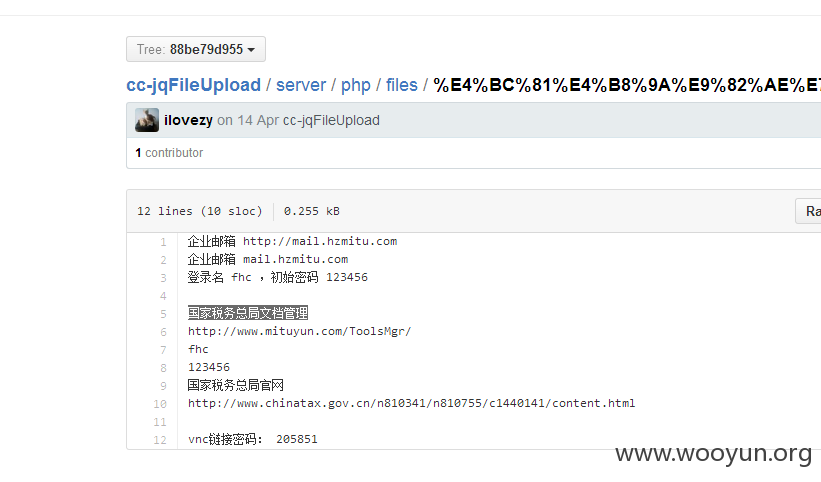 Tree: 88be79d955
cc-jqFileUpload / server / php / files / %E4%BC%81%E4%B8%9A%E9%82%AE%E7
ilovezy on 14 Apr cc-jqFileUpload
1 contributor
12 lines (10 sloc) 0.255 kB Ra
1 企业邮箱 http://mail.hzmitu.com
2 企业邮箱 mail.hzmitu.com
3 登录名 fhc ，初始密码 123456
4
5 国家税务总局文档管理
6 http://www.mituyun.com/ToolsMgr/
7 fhc
8 123456
9 国家税务总局官网
10 http://www.chinatax.gov.cn/n810341/n810755/c1440141/content.html
11
12 vnc链接密码： 205851
www.wooyun.org